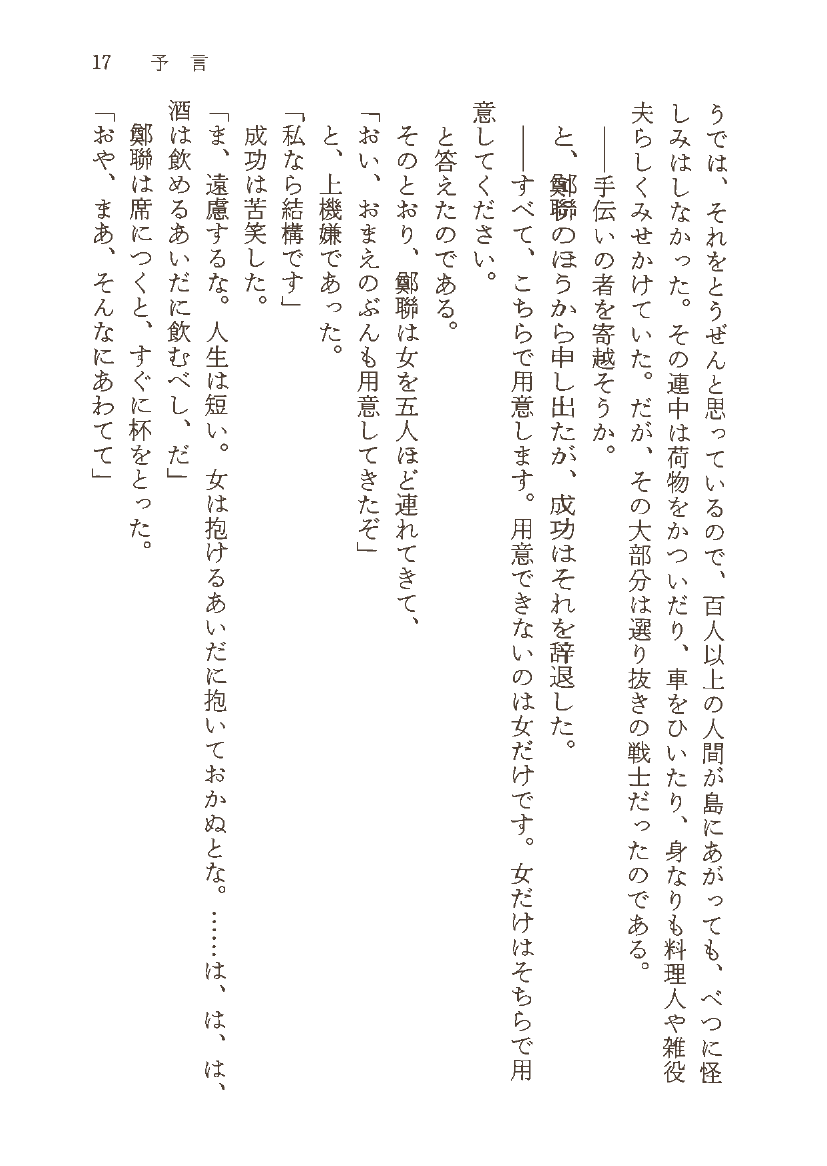 17 予言
うでは、それをとうぜんと思っているので、百人以上の人間が島にあがっても、べつに怪
しみはしなかった。その連中は荷物をかついだり、車をひいたり、身なりも料理人や雑役
夫らしくみせかけていた。だが、その大部分は選り抜きの戦士だったのである。
――手伝いの者を寄越そうか。
と、鄭聯のほうから申し出たが、成功はそれを辞退した。
――すべて、こちらで用意します。用意できないのは女だけです。女だけはそちらで用
意してください。
と答えたのである。
そのとおり、鄭聯は女を五人ほど連れてきて、
「おい、おまえのぶんも用意してきたぞ」
と、上機嫌であった。
「私なら結構です」
成功は苦笑した。
「ま、遠慮するな。人生は短い。女は抱けるあいだに抱いておかぬとな。……は、は、は、
酒は飲めるあいだに飲むべし、だ」
鄭聯は席につくと、すぐに杯をとった。
「おや、まあ、そんなにあわてて」